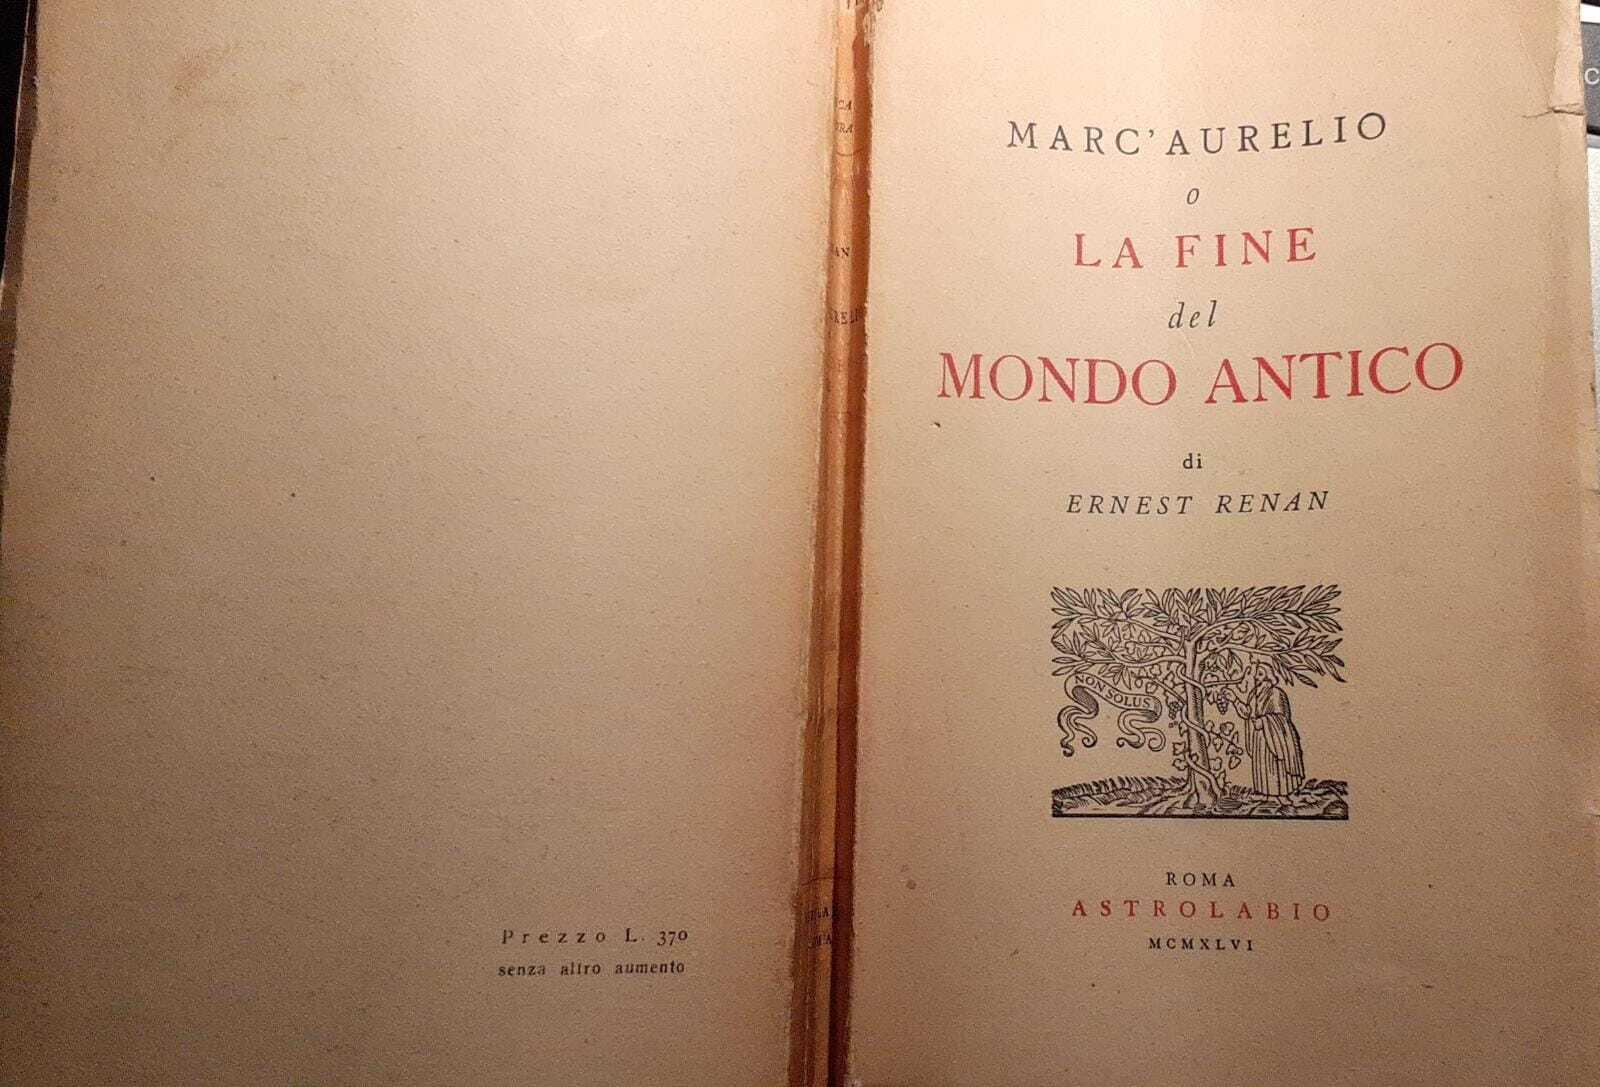 Prezzo L. 370
senza altro aumento
MARC'AURELIO
o
LA FINE
del
MONDO ANTICO
di
ERNEST RENAN
NON SOLUS
ROMA
ASTROLABIO
MCMXLVI